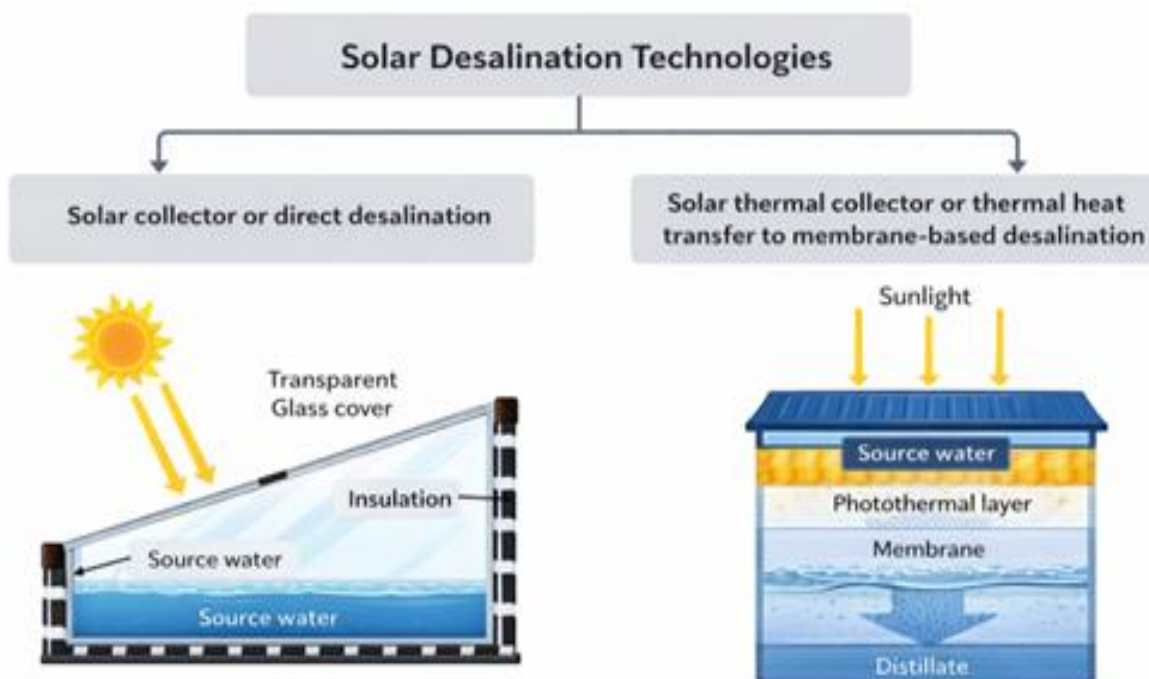 Solar Desalination Technologies
Solar collector or direct desalination
Solar thermal collector or thermal heat
transfer to membrane-based desalination
Transparent
Glass cover
Insulation
Source water
Source water
Sunlight
Source water
Photothermal layer
Membrane
Distillate